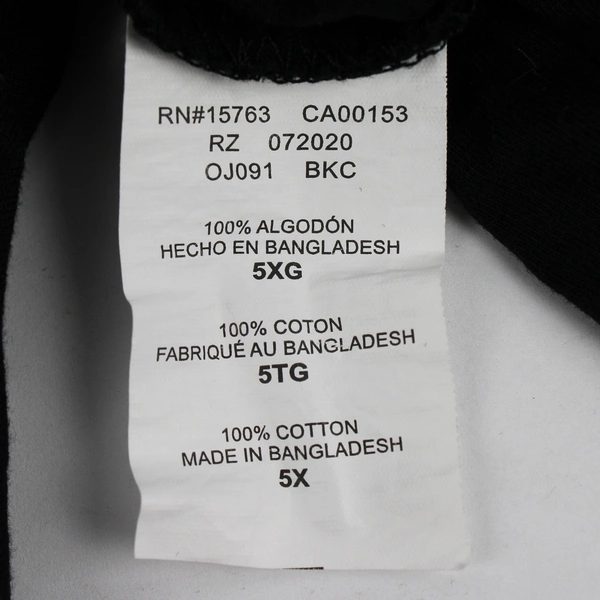 RN#15763 CA00153
RZ 072020
OJ091 BKC
100% ALGODÓN
HECHO EN BANGLADESH
5XG
100% COTON
FABRIQUÉ AU BANGLADESH
5TG
100% COTTON
MADE IN BANGLADESH
5X